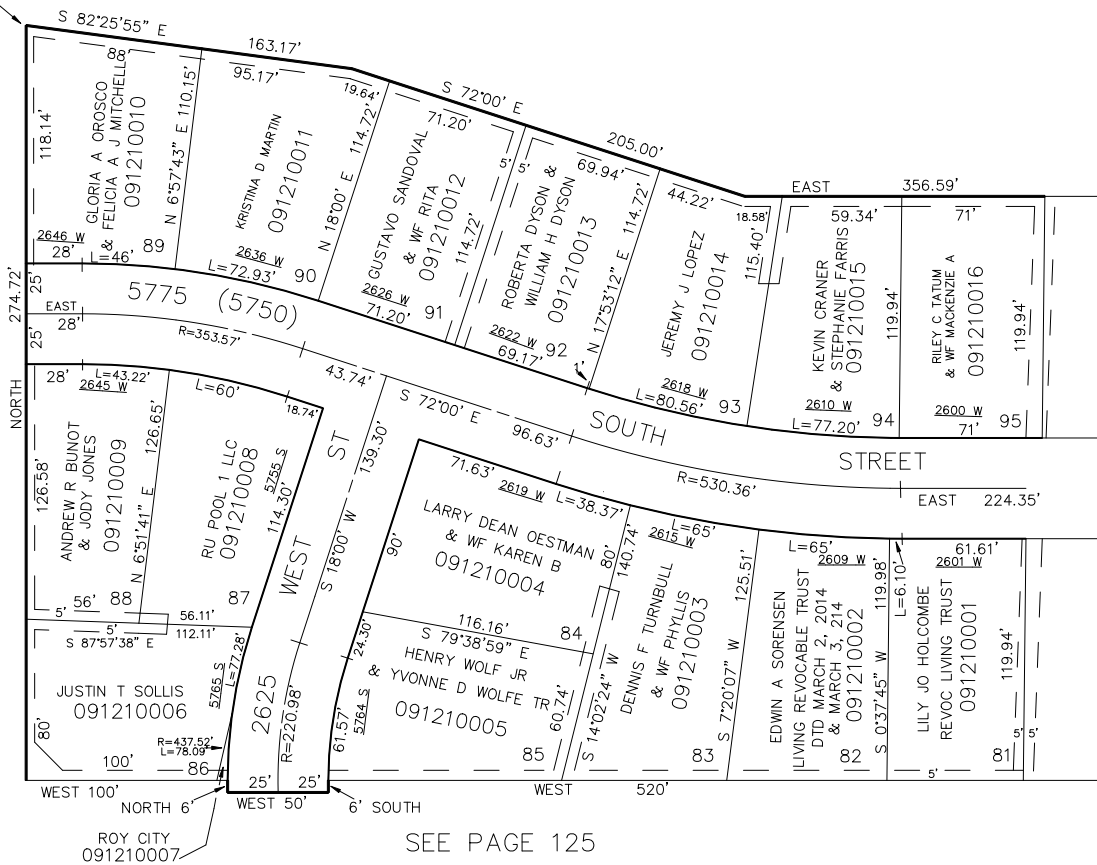 S 82°25'55" E
163.17'
88'
95.17'
19.64'
S 72°00' E
205.00'
71.20'
69.94'
44.22'
EAST
356.59'
118.14'
GLORIA A OROSCO
& FELICIA A J MITCHELL
091210010
N 6°57'43" E 110.15'
2646 W
89
28'
L=46'
KRISTINA D MARTIN
091210011
2636 W
90
L=72.93'
N 18°00' E 114.72'
GUSTAVO SANDOVAL
& WF RITA
091210012
2626 W
91
71.20'
114.72'
5'
5'
ROBERTA DYSON &
WILLIAM H DYSON
091210013
2622 W
92
69.17'
1'
N 17°53'12" E 114.72'
JEREMY J LOPEZ
091210014
2618 W
93
L=80.56'
18.58'
115.40'
59.34'
KEVIN CRANER
& STEPHANIE FARRIS
091210015
2610 W
94
L=77.20'
119.94'
71'
RILEY C TATUM
& WF MACKENZIE A
091210016
2600 W
95
71'
119.94'
NORTH
274.72'
25'
25'
EAST
28'
5775 (5750)
R=353.57'
43.74'
S 72°00' E
96.63'
SOUTH
STREET
R=530.36'
EAST
224.35'
28'
L=43.22'
2645 W
L=60'
18.74'
126.58'
ANDREW R BUNOT
& JODY JONES
091210009
N 6°51'41" E
126.65'
56'
88
5'
5'
S 87°57'38" E
RU POOL 1 LLC
091210008
5755 S
114.30'
87
56.11'
112.11'
2625 WEST ST
139.30'
S 18°00' W
R=220.98'
71.63'
2619 W
L=38.37'
90'
LARRY DEAN OESTMAN
& WF KAREN B
091210004
80'
84
116.16'
S 79°38'59" E
24.30'
HENRY WOLF JR
& YVONNE D WOLFE TR
091210005
5764 S
61.57'
85
60.74'
S 14°02'24" W
140.74'
2615 W
L=65'
DENNIS F TURNBULL
& WF PHYLLIS
091210003
83
S 7°20'07" W
125.51'
L=65'
2609 W
EDWIN A SORENSEN
LIVING REVOCABLE TRUST
DTD MARCH 2, 2014
& MARCH 3, 214
091210002
82
S 0°37'45" W
119.98'
L=6.10'
61.61'
2601 W
LILY JO HOLCOMBE
REVOC LIVING TRUST
091210001
119.94'
81
5'
5'
5'
JUSTIN T SOLLIS
091210006
80'
100'
86
5765 S
L=77.28'
R=437.52'
L=78.09'
WEST 100'
NORTH 6'
25'
25'
WEST 50'
6' SOUTH
WEST
520'
ROY CITY
091210007
SEE PAGE 125